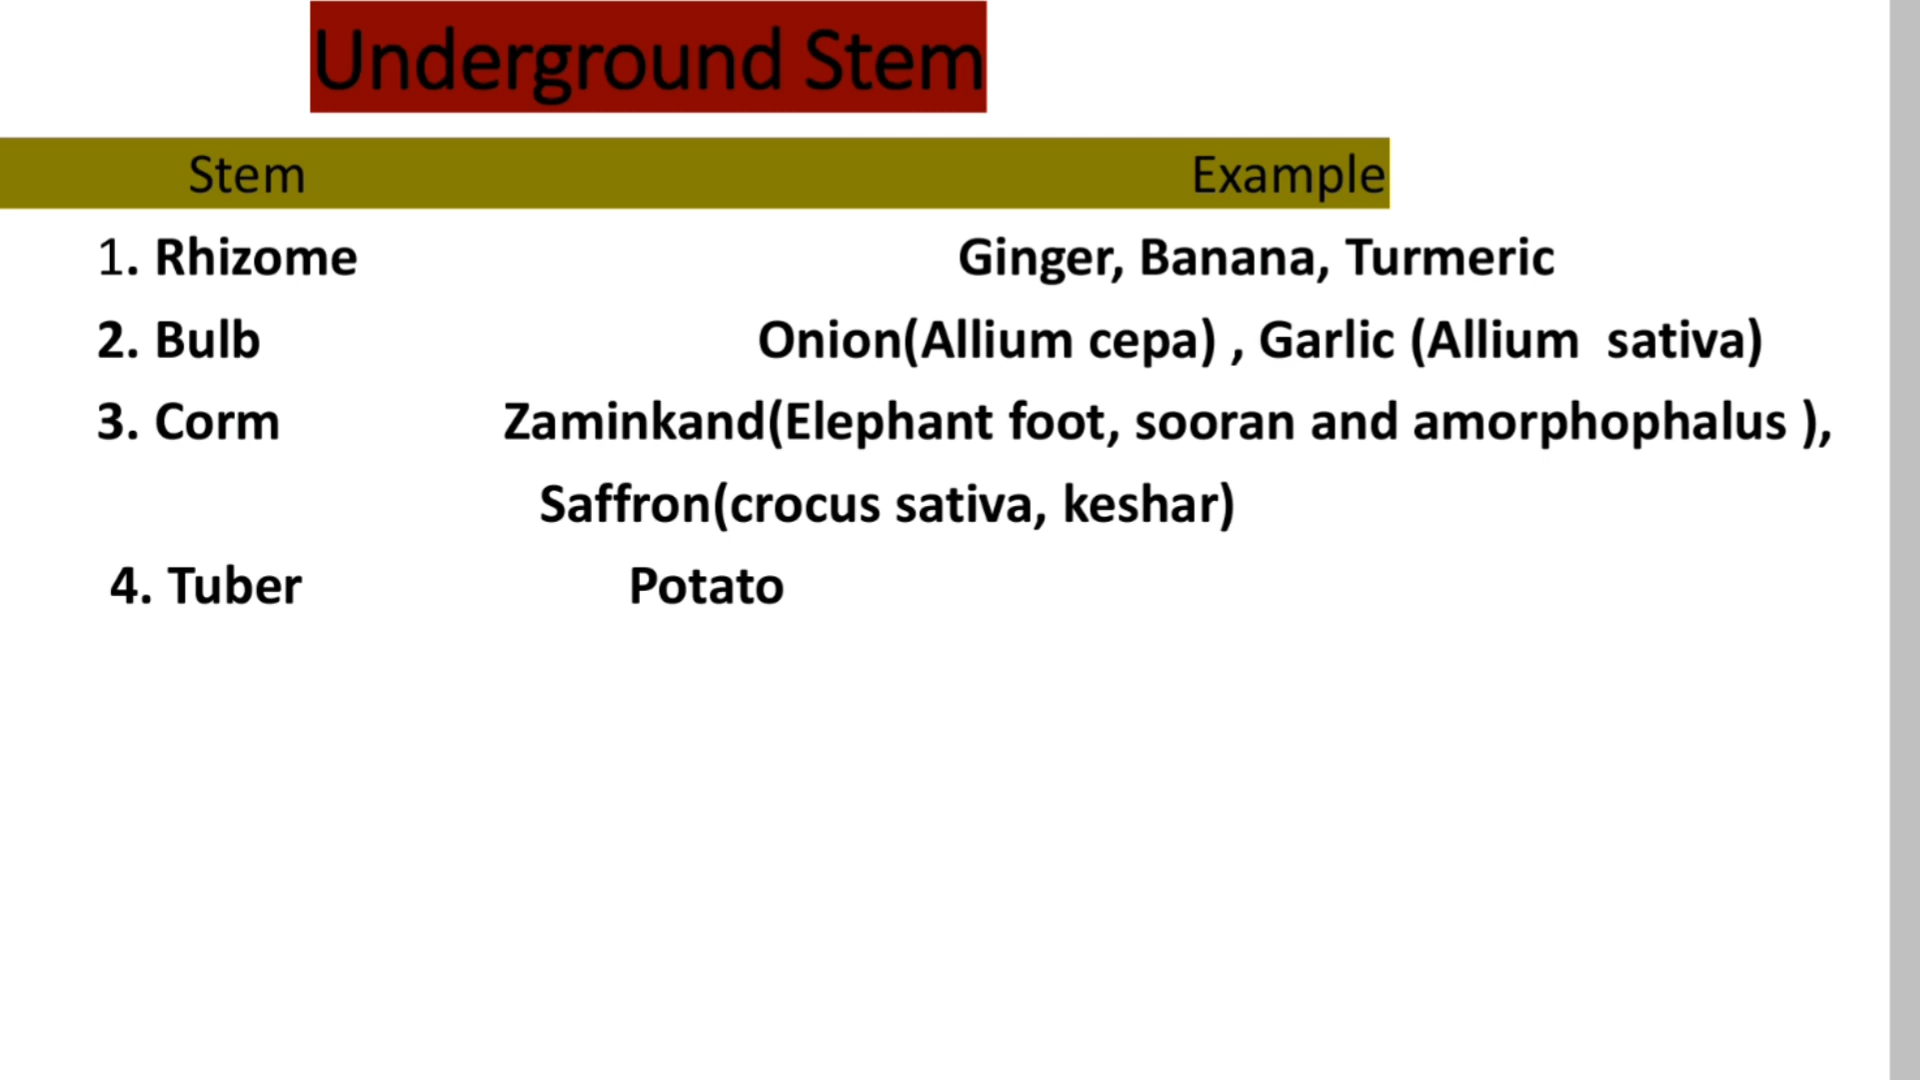 Underground Stem
Stem Example
1. Rhizome Ginger, Banana, Turmeric
2. Bulb Onion(Allium cepa) , Garlic (Allium sativa)
3. Corm Zaminkand(Elephant foot, sooran and amorphophalus ),
Saffron(crocus sativa, keshar)
4. Tuber Potato